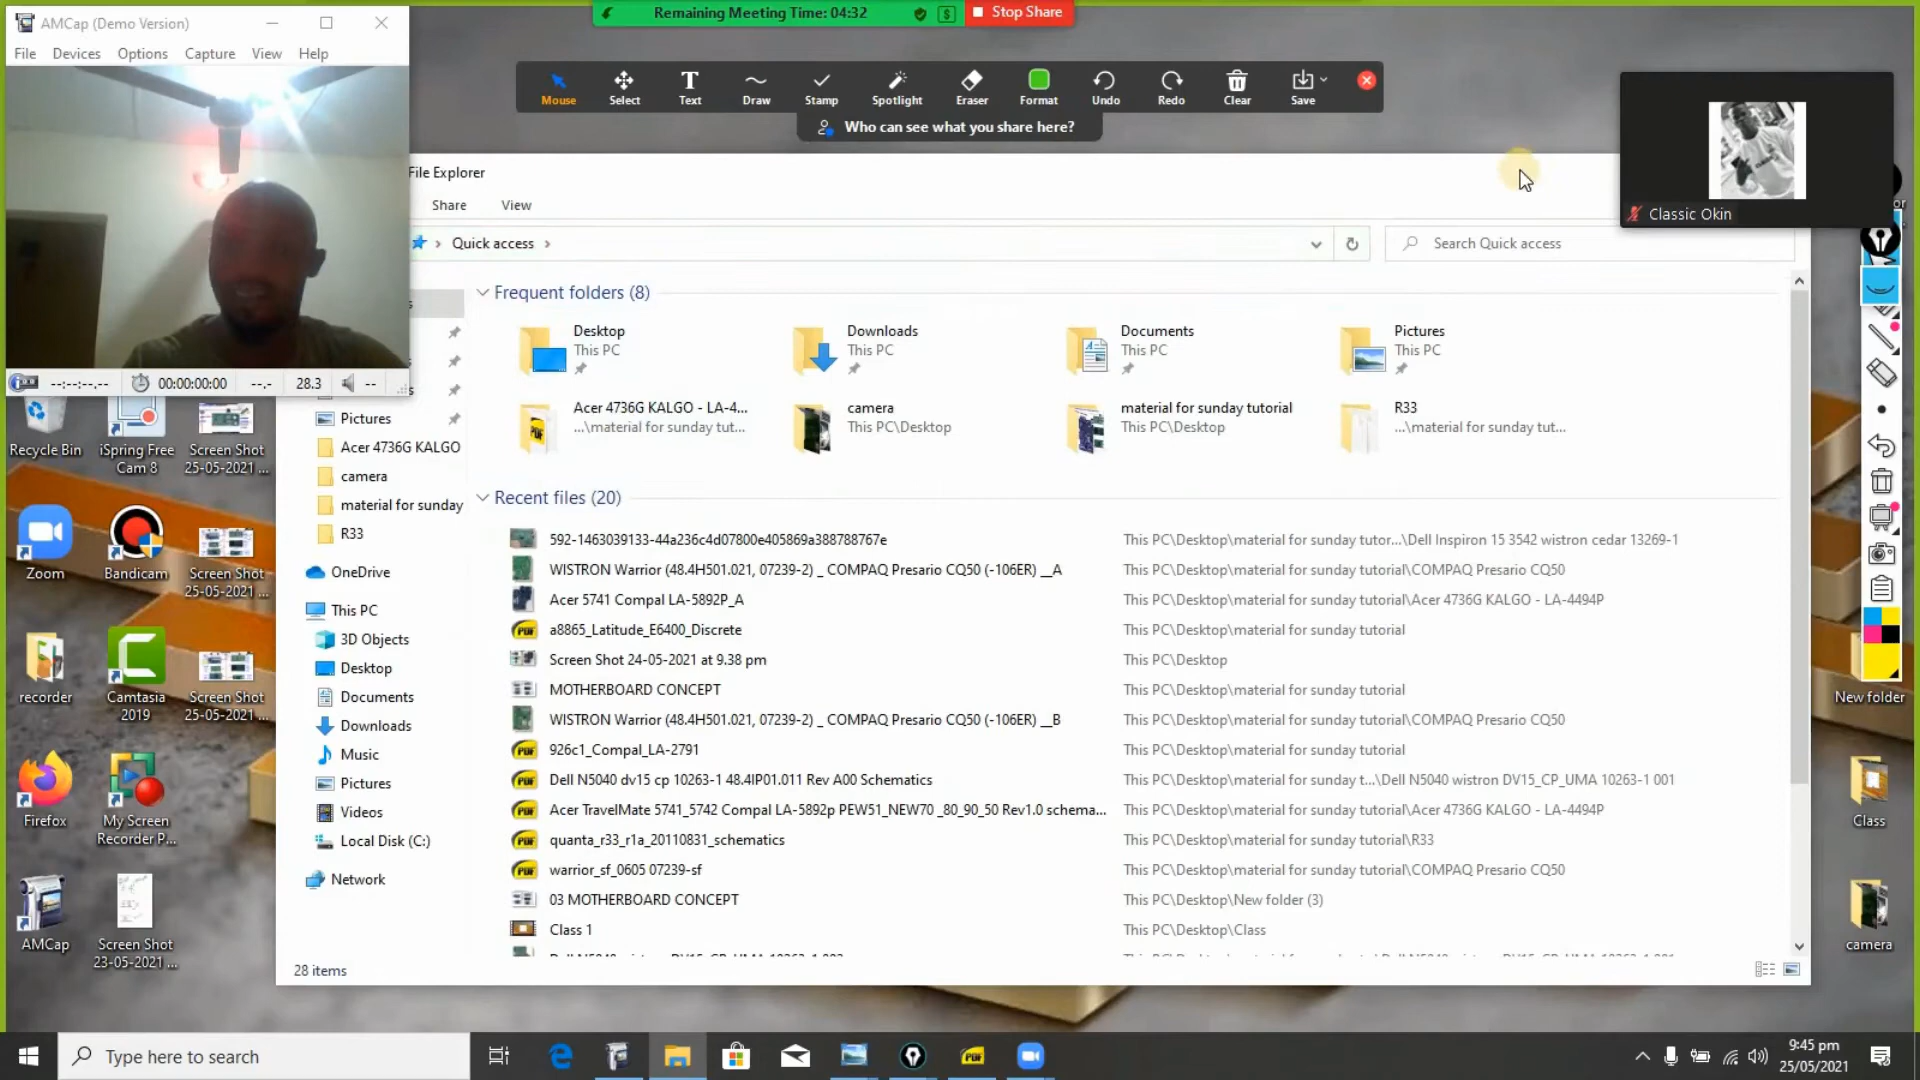 AMCap (Demo Version)
File Devices Options Capture View Help
Remaining Meeting Time: 04:32
Stop Share
Mouse Select Text Draw Stamp Spotlight Eraser Format Undo Redo Clear Save
Who can see what you share here?
Classic Okin
File Explorer
Share View
Quick access
Search Quick access
Frequent folders (8)
Desktop
This PC
Downloads
This PC
Documents
This PC
Pictures
This PC
Acer 4736G KALGO - LA-4...
...\material for sunday tut...
camera
This PC\Desktop
material for sunday tutorial
This PC\Desktop
R33
...\material for sunday tut...
--:--:--.-- 00:00:00:00 --.- 28.3 --
Pictures
Acer 4736G KALGO
camera
material for sunday
R33
OneDrive
This PC
3D Objects
Desktop
Documents
Downloads
Music
Pictures
Videos
Local Disk (C:)
Network
Recent files (20)
592-1463039133-44a236c4d07800e405869a388788767e This PC\Desktop\material for sunday tutor...\Dell Inspiron 15 3542 wistron cedar 13269-1
WISTRON Warrior (48.4H501.021, 07239-2) _ COMPAQ Presario CQ50 (-106ER) __A This PC\Desktop\material for sunday tutorial\COMPAQ Presario CQ50
Acer 5741 Compal LA-5892P_A This PC\Desktop\material for sunday tutorial\Acer 4736G KALGO - LA-4494P
a8865_Latitude_E6400_Discrete This PC\Desktop\material for sunday tutorial
Screen Shot 24-05-2021 at 9.38 pm This PC\Desktop
MOTHERBOARD CONCEPT This PC\Desktop\material for sunday tutorial
WISTRON Warrior (48.4H501.021, 07239-2) _ COMPAQ Presario CQ50 (-106ER) __B This PC\Desktop\material for sunday tutorial\COMPAQ Presario CQ50
926c1_Compal_LA-2791 This PC\Desktop\material for sunday tutorial
Dell N5040 dv15 cp 10263-1 48.4IP01.011 Rev A00 Schematics This PC\Desktop\material for sunday t...\Dell N5040 wistron DV15_CP_UMA 10263-1 001
Acer TravelMate 5741_5742 Compal LA-5892p PEW51_NEW70 _80_90_50 Rev1.0 schema... This PC\Desktop\material for sunday tutorial\Acer 4736G KALGO - LA-4494P
quanta_r33_r1a_20110831_schematics This PC\Desktop\material for sunday tutorial\R33
warrior_sf_0605 07239-sf This PC\Desktop\material for sunday tutorial\COMPAQ Presario CQ50
03 MOTHERBOARD CONCEPT This PC\Desktop\New folder (3)
Class 1 This PC\Desktop\Class
28 items
Recycle Bin
iSpring Free Cam 8
Screen Shot 25-05-2021 ...
Zoom
Bandicam
Screen Shot 25-05-2021 ...
recorder
Camtasia 2019
Screen Shot 25-05-2021 ...
Firefox
My Screen Recorder P...
AMCap
Screen Shot 23-05-2021 ...
New folder
Class
camera
Type here to search
9:45 pm
25/05/2021